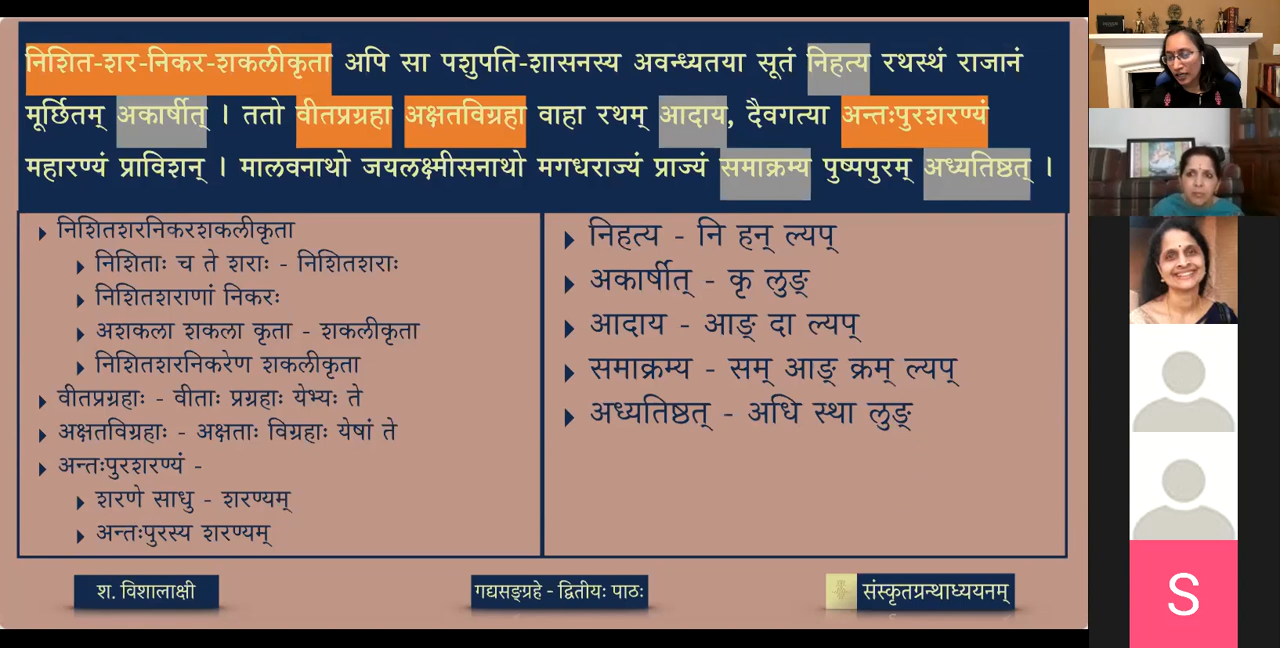 निशित-शर-निकर-शकलीकृता अपि सा पशुपति-शासनस्य अवन्ध्यतया सूतं निहत्य रथस्थं राजानं
मूर्छितम् अकार्षीत् । ततो वीतप्रग्रहा अक्षतविग्रहा वाहा रथम् आदाय, दैवगत्या अन्तःपुरशरण्यं
महारण्यं प्राविशन् । मालवनाथो जयलक्ष्मीसनाथो मगधराज्यं प्राज्यं समाक्रम्य पुष्पपुरम् अध्यतिष्ठत् ।
निशितशरनिकरशकलीकृता
निशिताः च ते शराः - निशितशराः
निशितशराणां निकरः
अशकला शकला कृता - शकलीकृता
निशितशरनिकरेण शकलीकृता
वीतप्रग्रहाः - वीताः प्रग्रहाः येभ्यः ते
अक्षतविग्रहाः - अक्षताः विग्रहाः येषां ते
अन्तःपुरशरण्यं -
शरणे साधु - शरण्यम्
अन्तःपुरस्य शरण्यम्
निहत्य - नि हन् ल्यप्
अकार्षीत् - कृ लुङ्
आदाय - आङ् दा ल्यप्
समाक्रम्य - सम् आङ् क्रम् ल्यप्
अध्यतिष्ठत् - अधि स्था लुङ्
श. विशालाक्षी
गद्यसङ्ग्रहे - द्वितीयः पाठः
संस्कृतग्रन्थाध्ययनम्
S